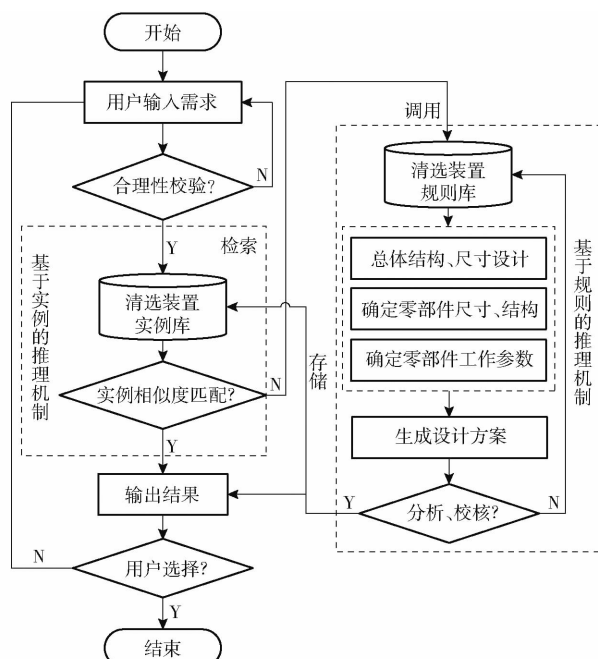 开始
用户输入需求
合理性校验?
N
Y
检索
基于实例的推理机制
清选装置
实例库
实例相似度匹配?
N
Y
输出结果
N
用户选择?
Y
结束
调用
清选装置
规则库
总体结构、尺寸设计
确定零部件尺寸、结构
确定零部件工作参数
基于规则的推理机制
存储
生成设计方案
Y
分析、校核?
N